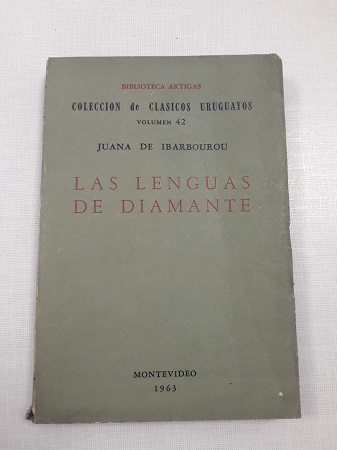 BIBLIOTECA ARTIGAS
COLECCION de CLASICOS URUGUAYOS
VOLUMEN 42
JUANA DE IBARBOUROU
LAS LENGUAS
DE DIAMANTE
MONTEVIDEO
1963